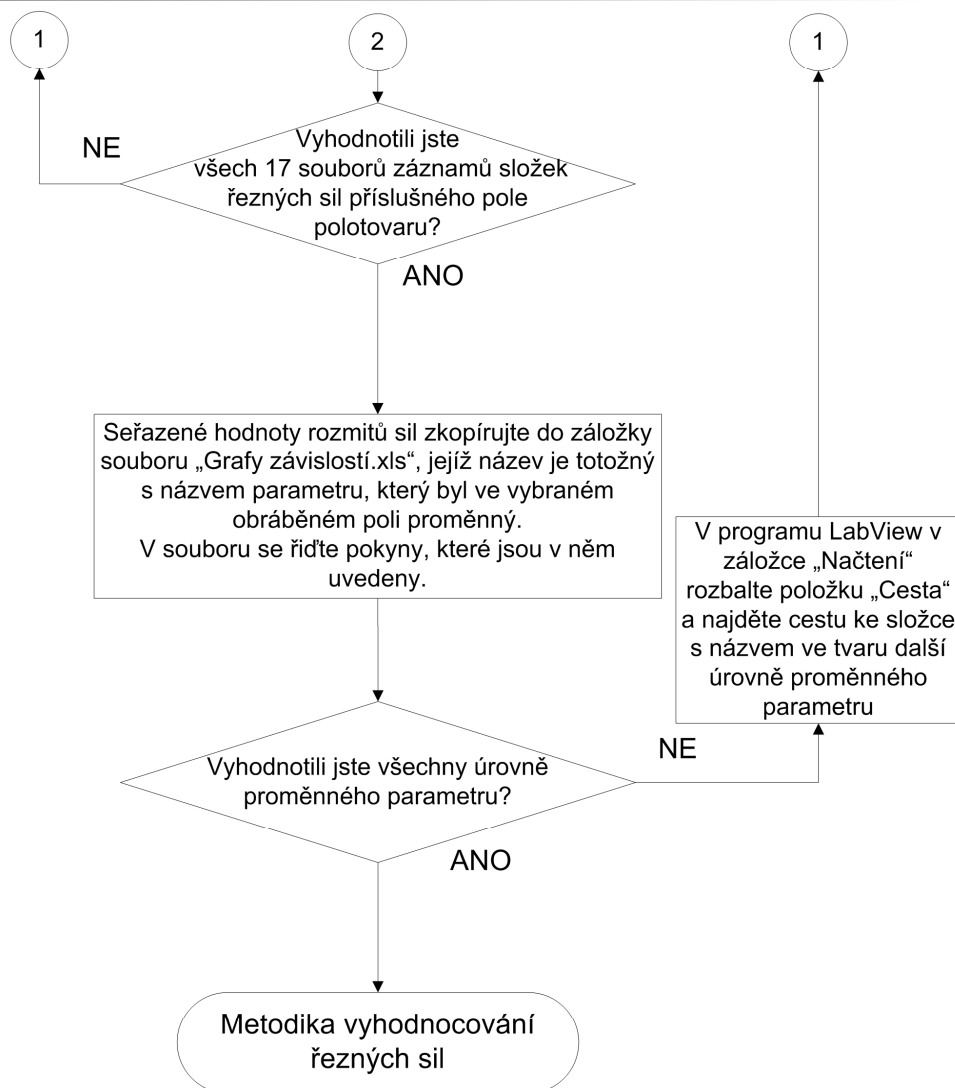 1
2
1
Vyhodnotili jste
všech 17 souborů záznamů složek
řezných sil příslušného pole
polotovaru?
NE
ANO
Seřazené hodnoty rozmitů sil zkopírujte do záložky
souboru „Grafy závislostí.xls“, jejíž název je totožný
s názvem parametru, který byl ve vybraném
obráběném poli proměnný.
V souboru se řiďte pokyny, které jsou v něm
uvedeny.
V programu LabView v
záložce „Načtení“
rozbalte položku „Cesta“
a najděte cestu ke složce
s názvem ve tvaru další
úrovně proměnného
parametru
Vyhodnotili jste všechny úrovně
proměnného parametru?
NE
ANO
Metodika vyhodnocování
řezných sil